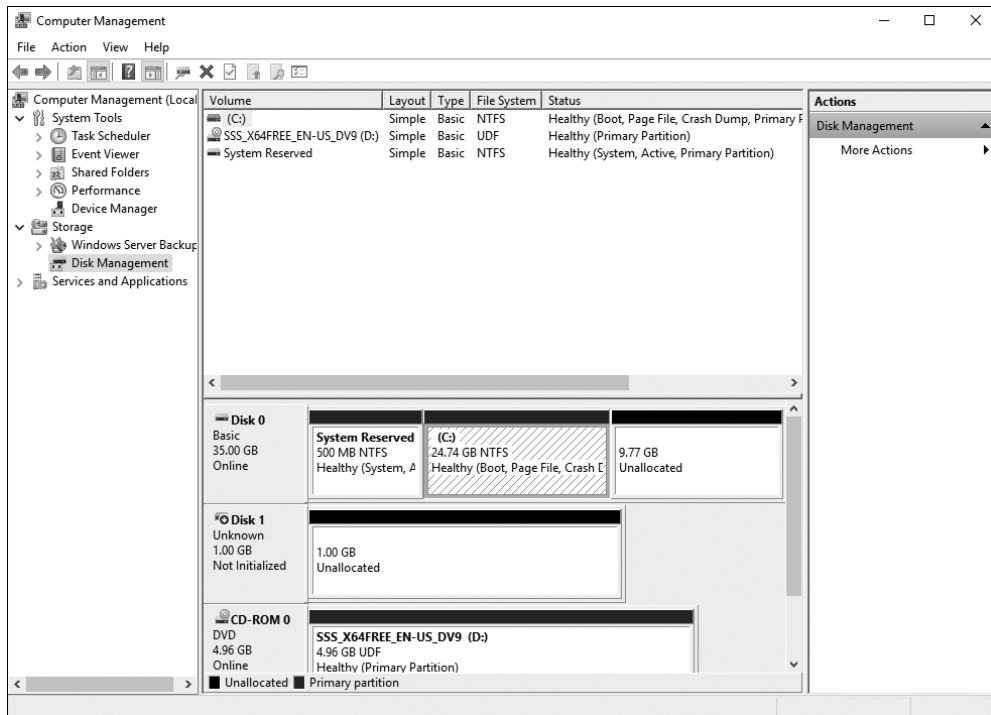 Computer Management
File Action View Help
Computer Management (Local
System Tools
Task Scheduler
Event Viewer
Shared Folders
Performance
Device Manager
Storage
Windows Server Backup
Disk Management
Services and Applications
Volume Layout Type File System Status
(C:) Simple Basic NTFS Healthy (Boot, Page File, Crash Dump, Primary P
SSS_X64FREE_EN-US_DV9 (D:) Simple Basic UDF Healthy (Primary Partition)
System Reserved Simple Basic NTFS Healthy (System, Active, Primary Partition)
Disk 0
Basic
35.00 GB
Online
System Reserved
500 MB NTFS
Healthy (System, A
(C:)
24.74 GB NTFS
Healthy (Boot, Page File, Crash D
9.77 GB
Unallocated
Disk 1
Unknown
1.00 GB
Not Initialized
1.00 GB
Unallocated
CD-ROM 0
DVD
4.96 GB
Online
SSS_X64FREE_EN-US_DV9 (D:)
4.96 GB UDF
Healthy (Primary Partition)
Unallocated Primary partition
Actions
Disk Management
More Actions